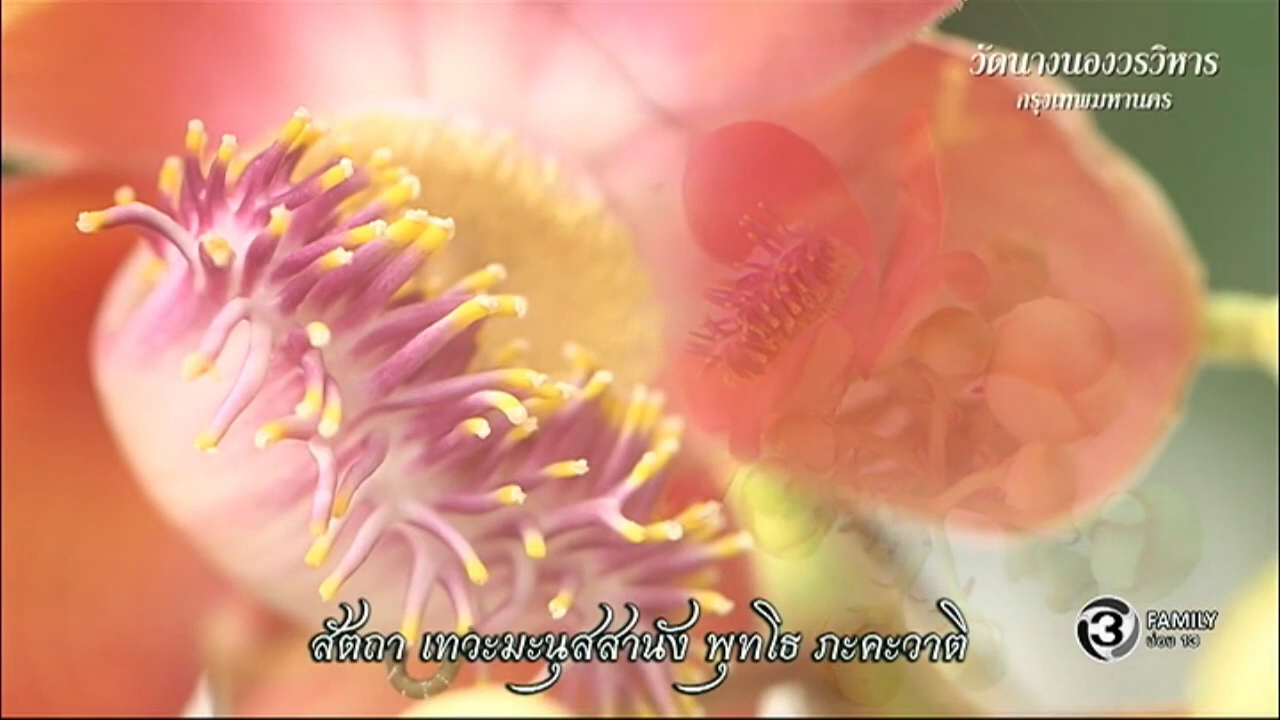 วัดนางนองวรวิหาร
กรุงเทพมหานคร
สัตถา เทวะมะนุสสานัง พุทโธ ภะคะวาติ
3 FAMILY
ช่อง 13